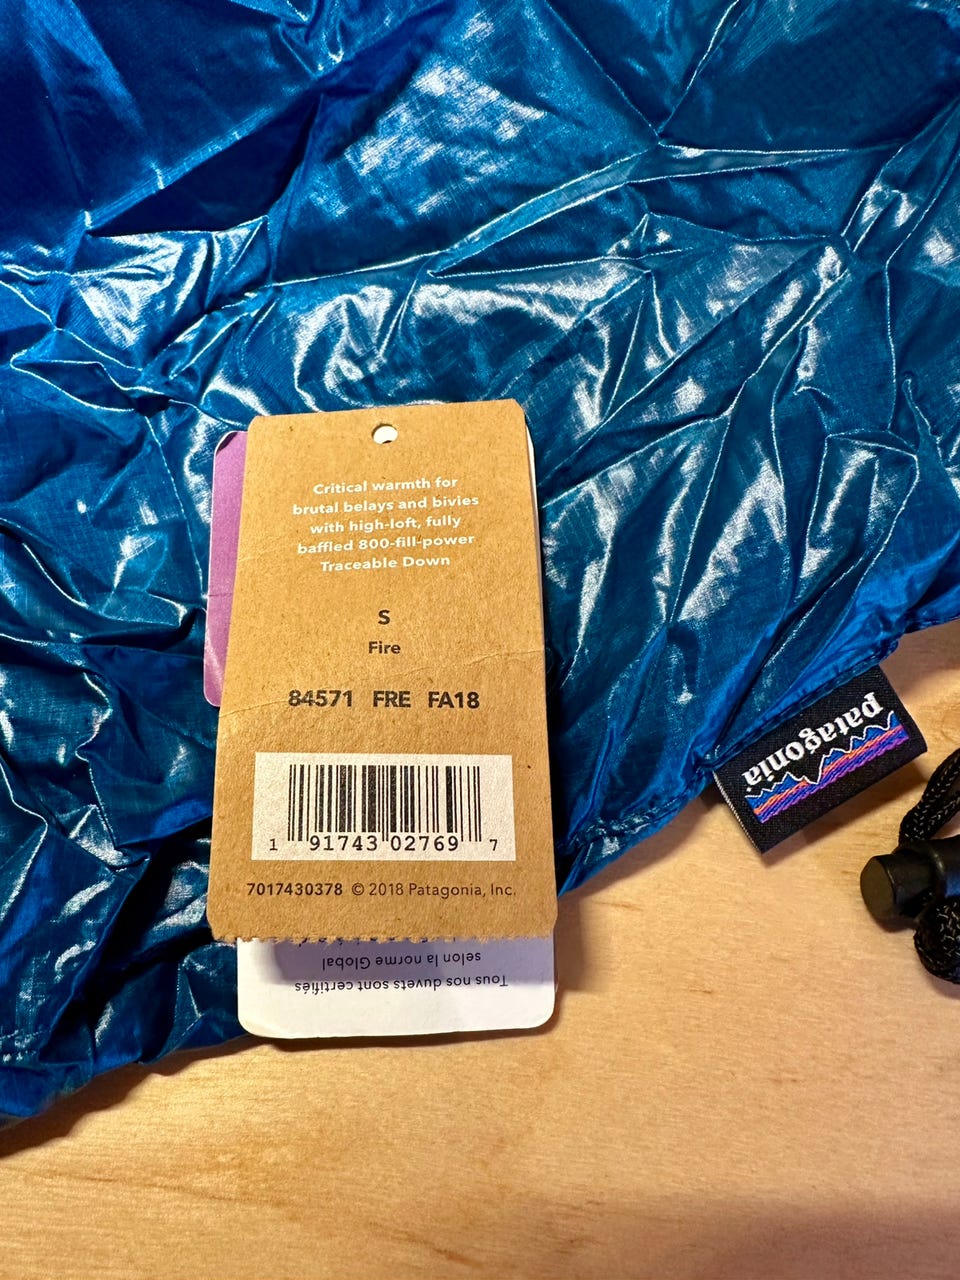 Critical warmth for
brutal belays and bivies
with high-loft, fully
baffled 800-fill-power
Traceable Down
S
Fire
84571 FRE FA18
1 91743 02769 7
7017430378 © 2018 Patagonia, Inc.
selon la norme Global
Tous nos duvets sont certifiés
patagonia®